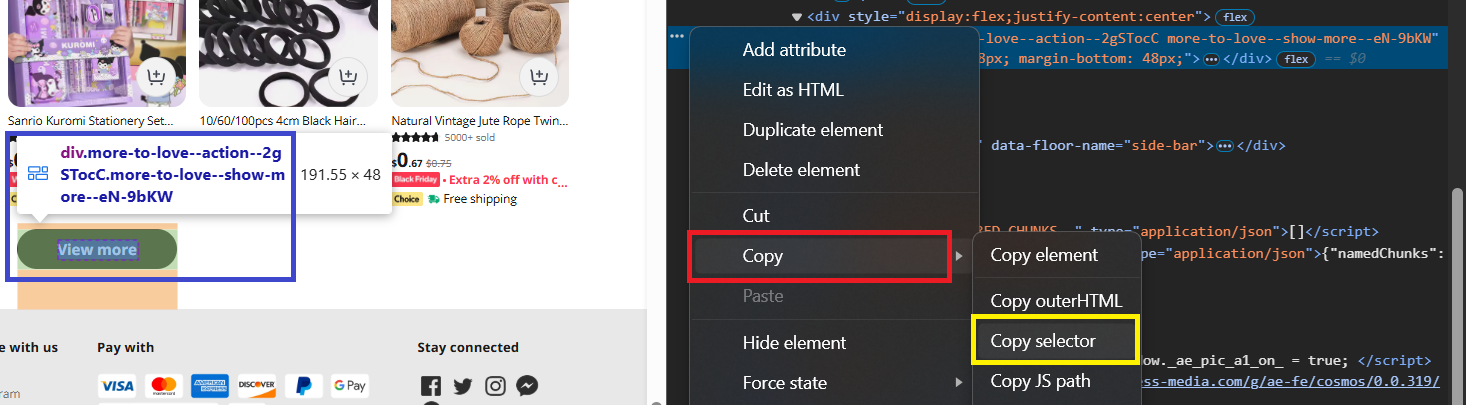 KUROMI
Sanrio Kuromi Stationery Set...
10/60/100pcs 4cm Black Hair...
Natural Vintage Jute Rope Twin...
5000+ sold
$0.67 $0.75
Black Friday • Extra 2% off with c...
Choice Free shipping
div.more-to-love--action--2g
STocC.more-to-love--show-m
ore--eN-9bKW
191.55 × 48
View more
e with us
Pay with
Stay connected
ram
VISA mastercard AMERICAN EXPRESS DISCOVER G Pay
<div style="display:flex;justify-content:center"> flex
-love--action--2gSTocC more-to-love--show-more--eN-9bKW"
8px; margin-bottom: 48px;">…</div> flex == $0
" data-floor-name="side-bar">…</div>
RED_CHUNKS__" type="application/json">[]</script>
pe="application/json">{"namedChunks":
dow._ae_pic_a1_on_ = true; </script>
ss-media.com/g/ae-fe/cosmos/0.0.319/
Add attribute
Edit as HTML
Duplicate element
Delete element
Cut
Copy
Paste
Hide element
Force state
Copy element
Copy outerHTML
Copy selector
Copy JS path